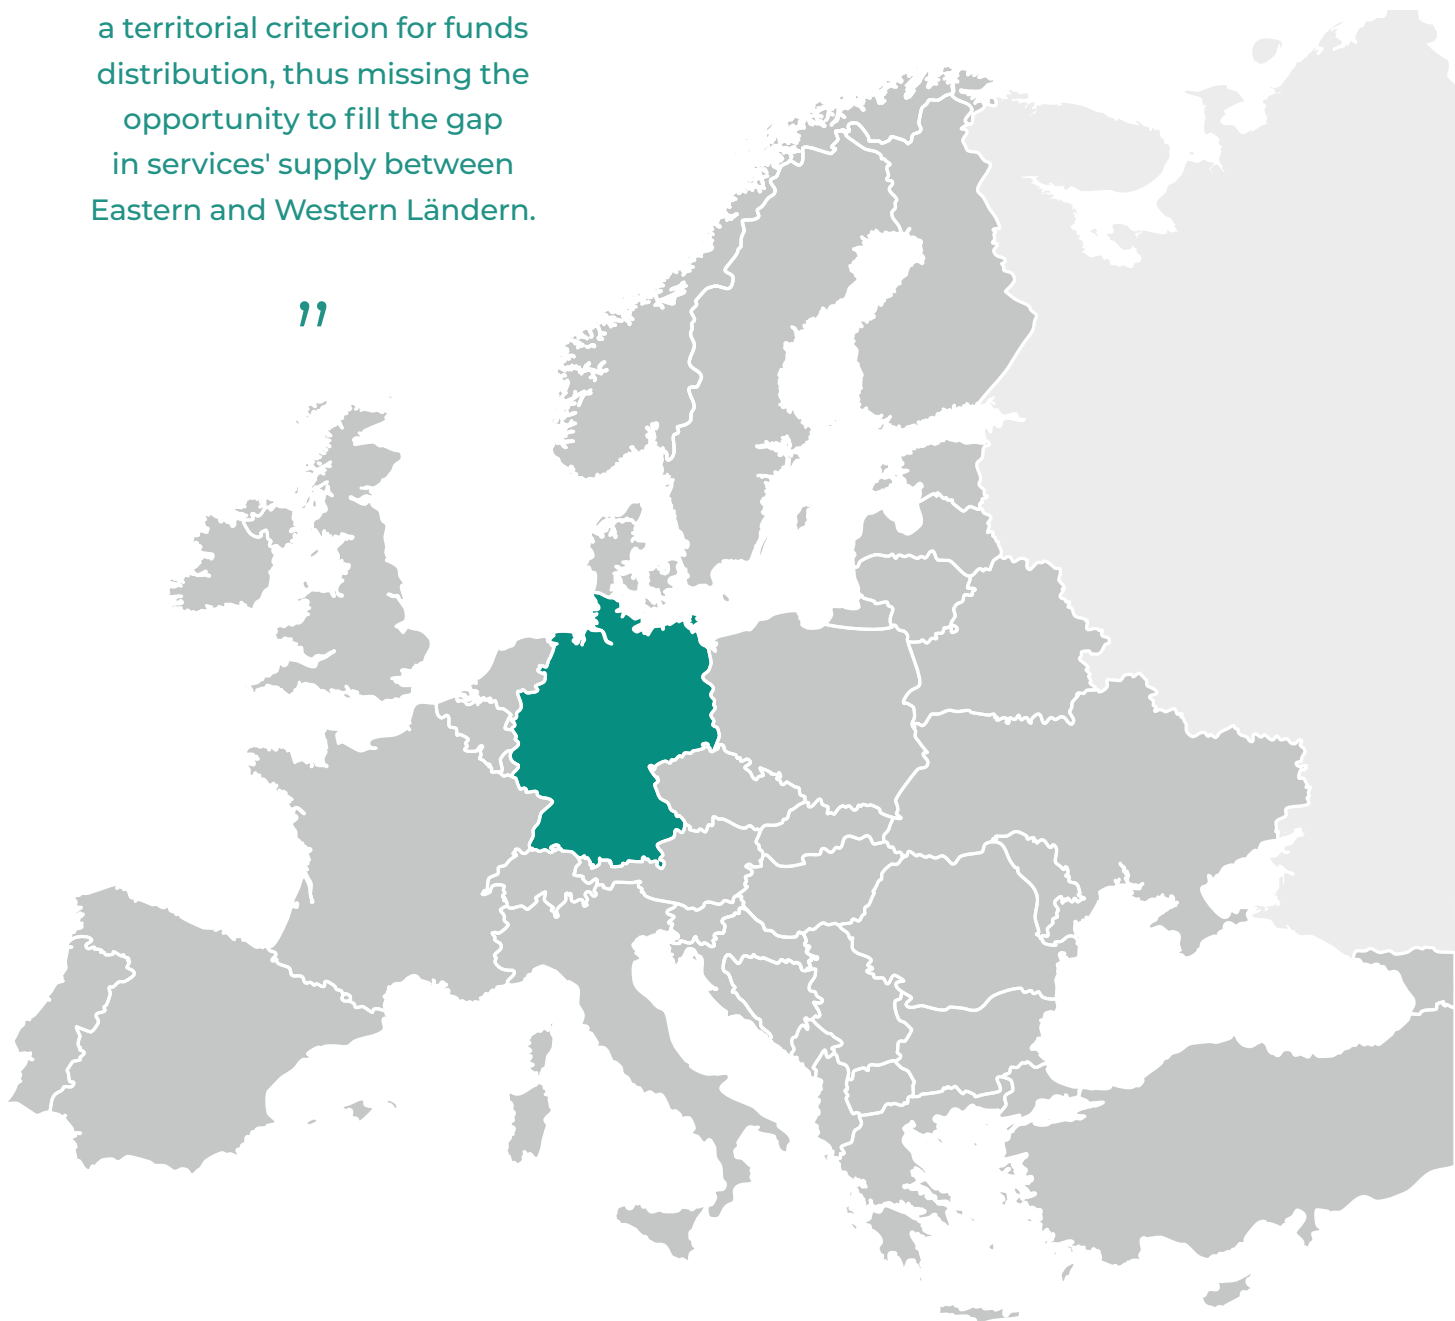 a territorial criterion for funds
distribution, thus missing the
opportunity to fill the gap
in services' supply between
Eastern and Western Ländern.
”